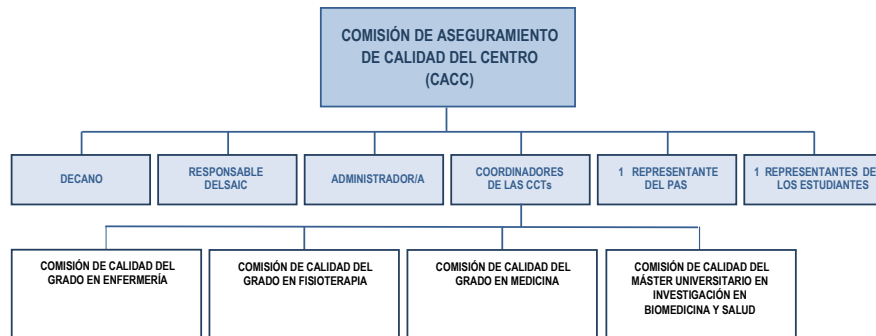 COMISIÓN DE ASEGURAMIENTO
DE CALIDAD DEL CENTRO
(CACC)
DECANO
RESPONSABLE
DELSAIC
ADMINISTRADOR/A
COORDINADORES
DE LAS CCTs
1 REPRESENTANTE
DEL PAS
1 REPRESENTANTES DE
LOS ESTUDIANTES
COMISIÓN DE CALIDAD DEL
GRADO EN ENFERMERÍA
COMISIÓN DE CALIDAD DEL
GRADO EN FISIOTERAPIA
COMISIÓN DE CALIDAD DEL
GRADO EN MEDICINA
COMISIÓN DE CALIDAD DEL
MÁSTER UNIVERSITARIO EN
INVESTIGACIÓN EN
BIOMEDICINA Y SALUD